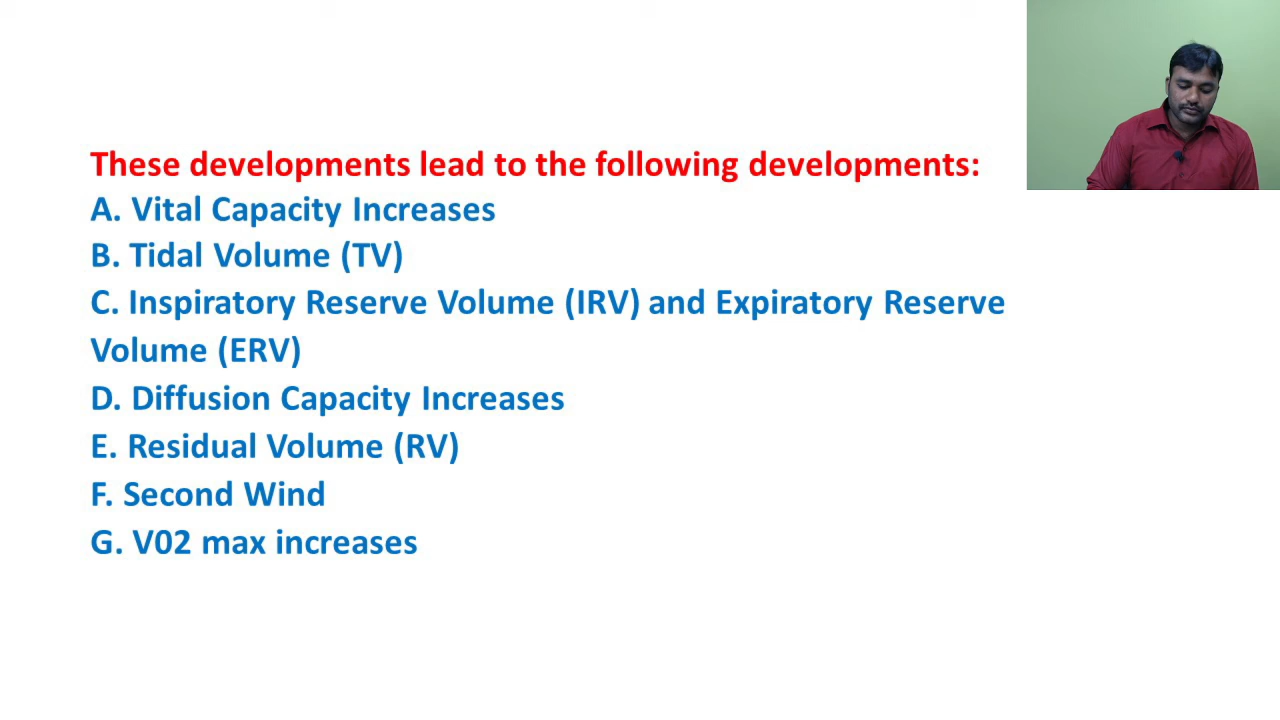 These developments lead to the following developments:
A. Vital Capacity Increases
B. Tidal Volume (TV)
C. Inspiratory Reserve Volume (IRV) and Expiratory Reserve
Volume (ERV)
D. Diffusion Capacity Increases
E. Residual Volume (RV)
F. Second Wind
G. V02 max increases